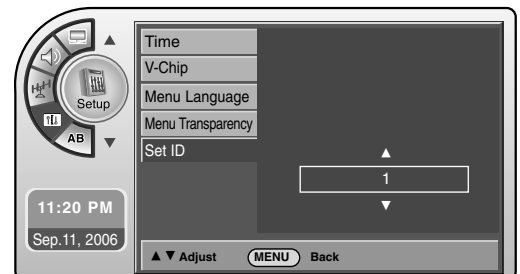 Time
V-Chip
Menu Language
Menu Transparency
Set ID
Setup
AB
▲
1
▼
11:20 PM
Sep.11, 2006
▲ ▼ Adjust MENU Back